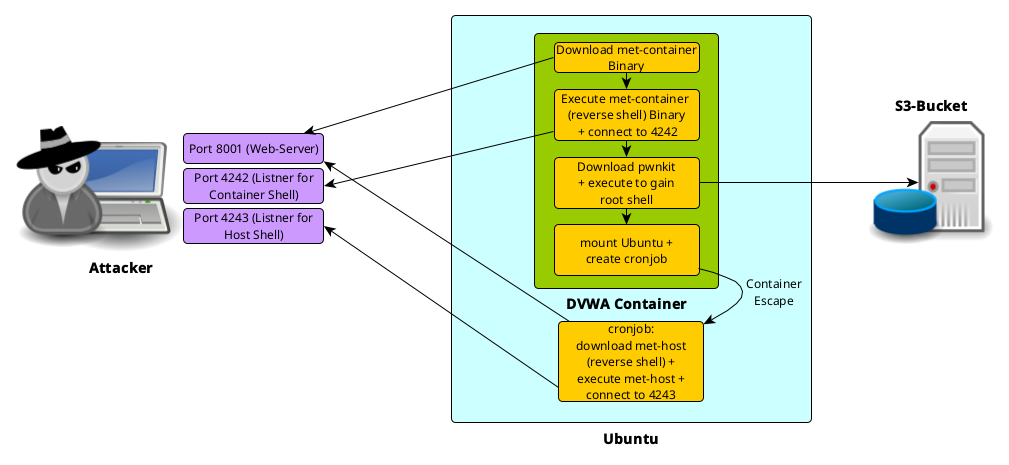 Download met-container
Binary
Execute met-container
(reverse shell) Binary
+ connect to 4242
Download pwnkit
+ execute to gain
root shell
mount Ubuntu +
create cronjob
DVWA Container
Container
Escape
cronjob:
download met-host
(reverse shell) +
execute met-host +
connect to 4243
Ubuntu
Port 8001 (Web-Server)
Port 4242 (Listner for
Container Shell)
Port 4243 (Listner for
Host Shell)
Attacker
S3-Bucket